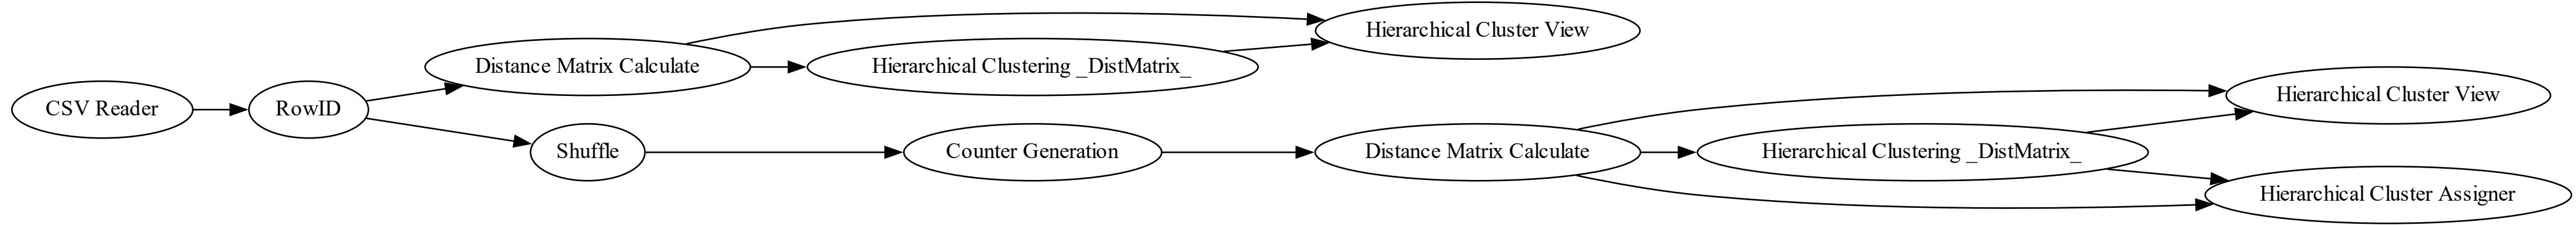 CSV Reader
RowID
Distance Matrix Calculate
Hierarchical Clustering _DistMatrix_
Hierarchical Cluster View
Shuffle
Counter Generation
Distance Matrix Calculate
Hierarchical Clustering _DistMatrix_
Hierarchical Cluster View
Hierarchical Cluster Assigner